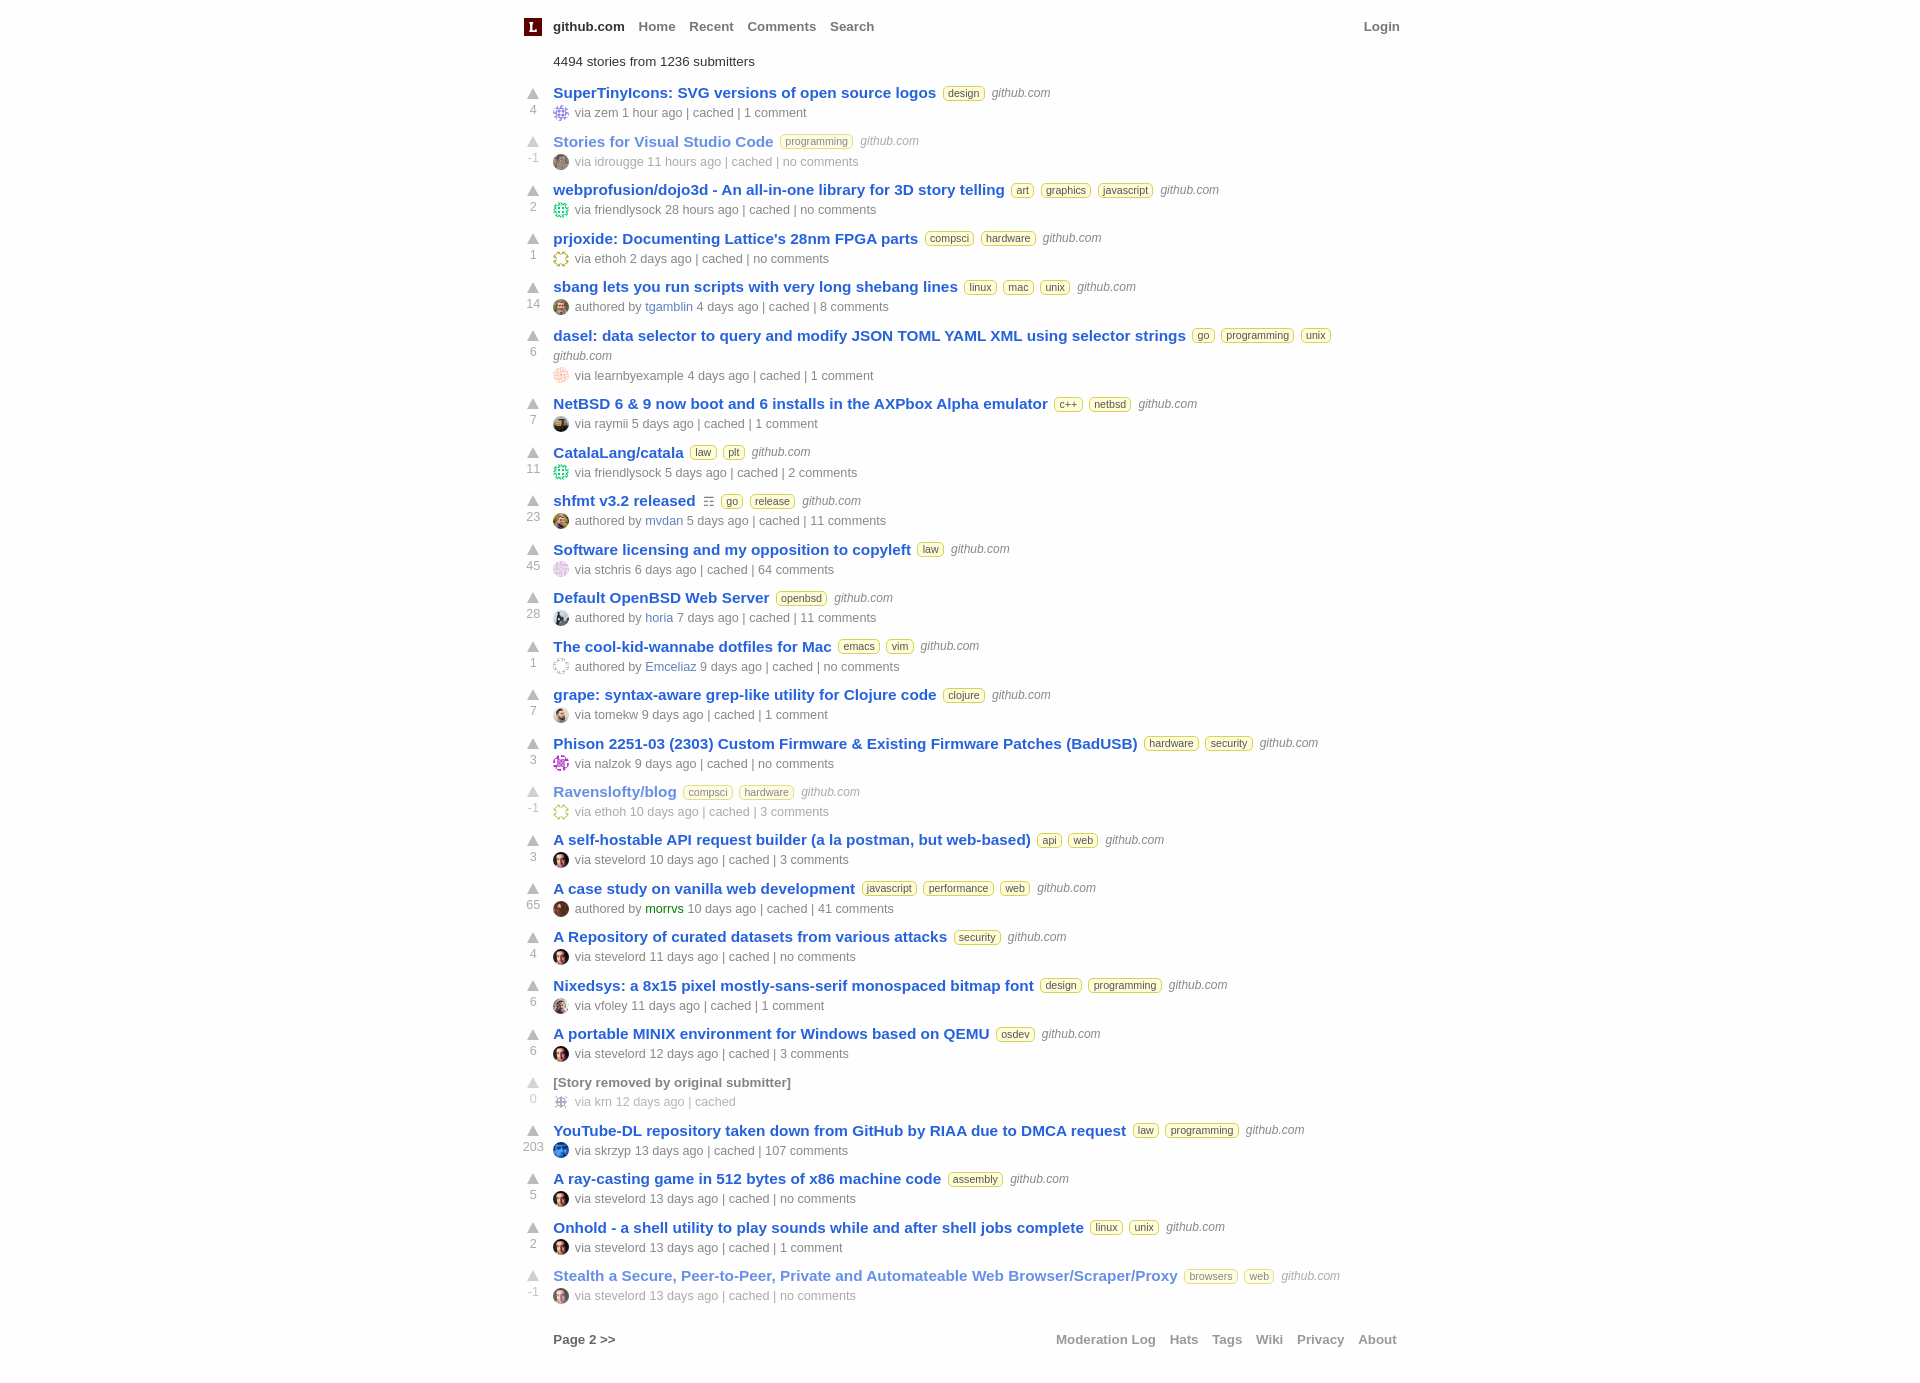 L github.com Home Recent Comments Search Login
4494 stories from 1236 submitters
SuperTinyIcons: SVG versions of open source logos design github.com
4 via zem 1 hour ago | cached | 1 comment
Stories for Visual Studio Code programming github.com
-1 via idrougge 11 hours ago | cached | no comments
webprofusion/dojo3d - An all-in-one library for 3D story telling art graphics javascript github.com
2 via friendlysock 28 hours ago | cached | no comments
prjoxide: Documenting Lattice's 28nm FPGA parts compsci hardware github.com
1 via ethoh 2 days ago | cached | no comments
sbang lets you run scripts with very long shebang lines linux mac unix github.com
14 authored by tgamblin 4 days ago | cached | 8 comments
dasel: data selector to query and modify JSON TOML YAML XML using selector strings go programming unix
6 github.com
via learnbyexample 4 days ago | cached | 1 comment
NetBSD 6 & 9 now boot and 6 installs in the AXPbox Alpha emulator c++ netbsd github.com
7 via raymii 5 days ago | cached | 1 comment
CatalaLang/catala law plt github.com
11 via friendlysock 5 days ago | cached | 2 comments
shfmt v3.2 released ☶ go release github.com
23 authored by mvdan 5 days ago | cached | 11 comments
Software licensing and my opposition to copyleft law github.com
45 via stchris 6 days ago | cached | 64 comments
Default OpenBSD Web Server openbsd github.com
28 authored by horia 7 days ago | cached | 11 comments
The cool-kid-wannabe dotfiles for Mac emacs vim github.com
1 authored by Emceliaz 9 days ago | cached | no comments
grape: syntax-aware grep-like utility for Clojure code clojure github.com
7 via tomekw 9 days ago | cached | 1 comment
Phison 2251-03 (2303) Custom Firmware & Existing Firmware Patches (BadUSB) hardware security github.com
3 via nalzok 9 days ago | cached | no comments
Ravenslofty/blog compsci hardware github.com
-1 via ethoh 10 days ago | cached | 3 comments
A self-hostable API request builder (a la postman, but web-based) api web github.com
3 via stevelord 10 days ago | cached | 3 comments
A case study on vanilla web development javascript performance web github.com
65 authored by morrvs 10 days ago | cached | 41 comments
A Repository of curated datasets from various attacks security github.com
4 via stevelord 11 days ago | cached | no comments
Nixedsys: a 8x15 pixel mostly-sans-serif monospaced bitmap font design programming github.com
6 via vfoley 11 days ago | cached | 1 comment
A portable MINIX environment for Windows based on QEMU osdev github.com
6 via stevelord 12 days ago | cached | 3 comments
[Story removed by original submitter]
0 via krn 12 days ago | cached
YouTube-DL repository taken down from GitHub by RIAA due to DMCA request law programming github.com
203 via skrzyp 13 days ago | cached | 107 comments
A ray-casting game in 512 bytes of x86 machine code assembly github.com
5 via stevelord 13 days ago | cached | no comments
Onhold - a shell utility to play sounds while and after shell jobs complete linux unix github.com
2 via stevelord 13 days ago | cached | 1 comment
Stealth a Secure, Peer-to-Peer, Private and Automateable Web Browser/Scraper/Proxy browsers web github.com
-1 via stevelord 13 days ago | cached | no comments
Page 2 >> Moderation Log Hats Tags Wiki Privacy About